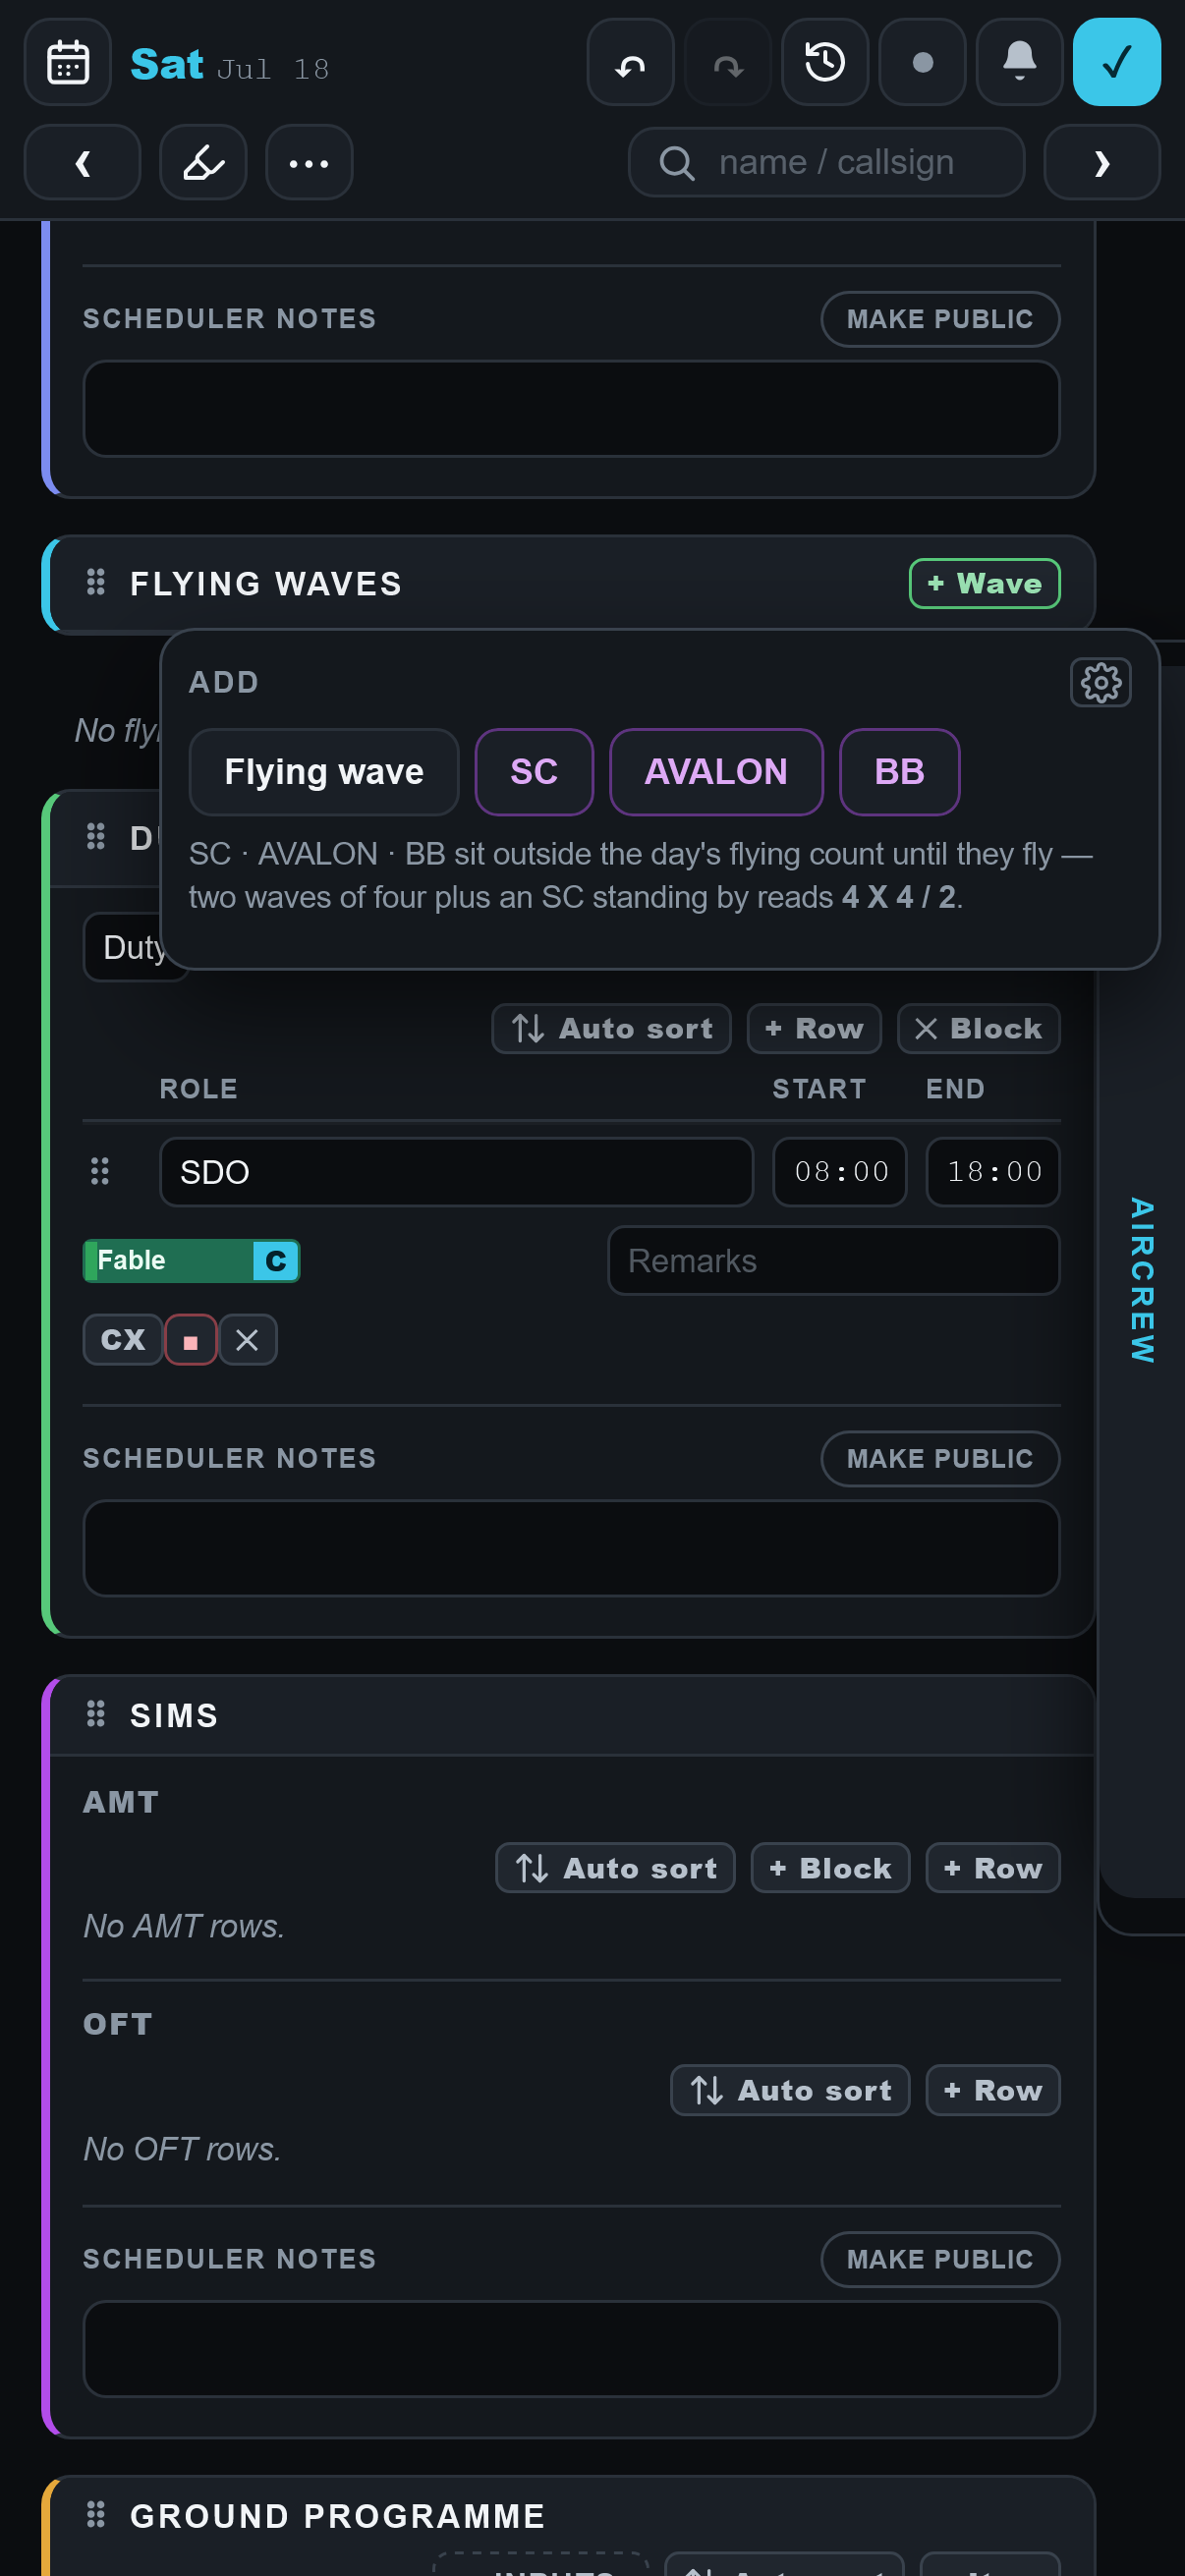 Sat Jul 18
name / callsign
SCHEDULER NOTES MAKE PUBLIC
FLYING WAVES + Wave
ADD
Flying wave SC AVALON BB
SC · AVALON · BB sit outside the day's flying count until they fly —
two waves of four plus an SC standing by reads 4 X 4 / 2.
No
Duty
Auto sort + Row × Block
ROLE START END
SDO 08:00 18:00
Fable C Remarks
CX
SCHEDULER NOTES MAKE PUBLIC
AIRCREW
SIMS
AMT
Auto sort + Block + Row
No AMT rows.
OFT
Auto sort + Row
No OFT rows.
SCHEDULER NOTES MAKE PUBLIC
GROUND PROGRAMME